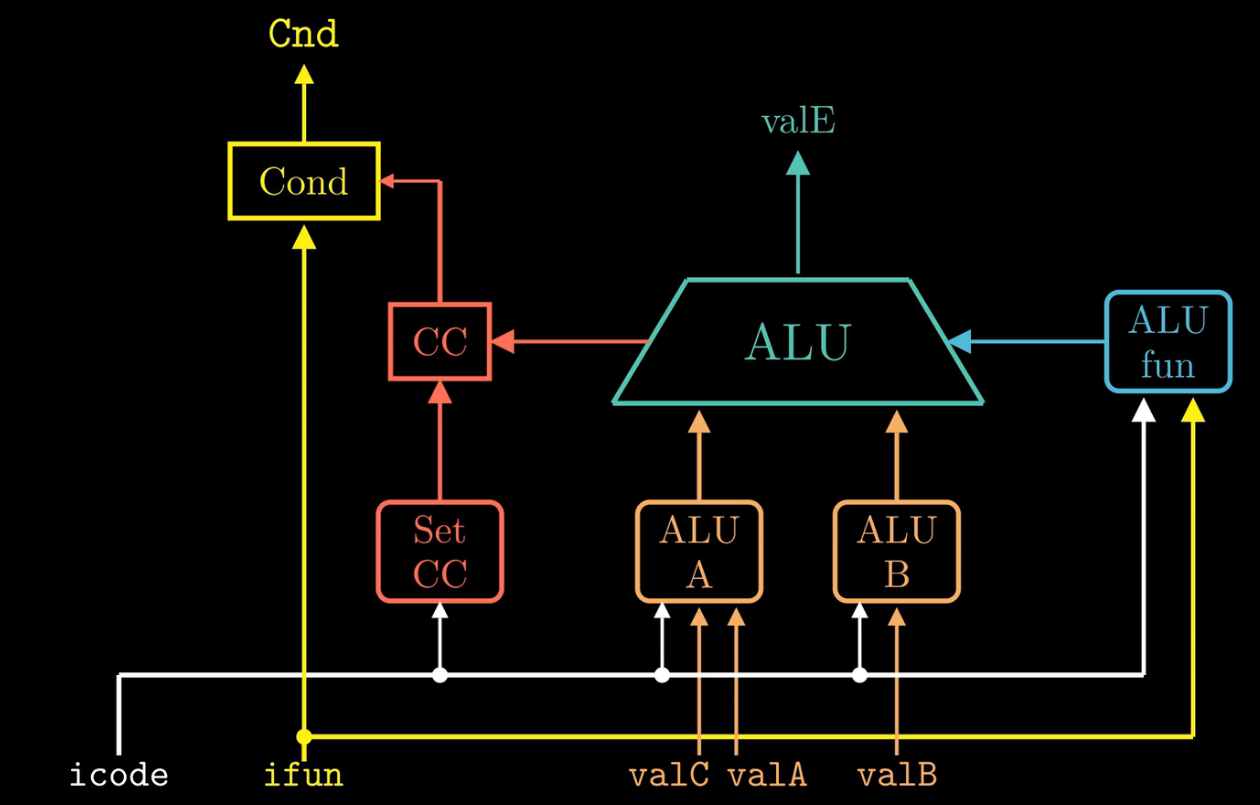 Cnd
valE
Cond
CC
ALU
ALU
fun
Set
CC
ALU
A
ALU
B
icode
ifun
valC
valA
valB